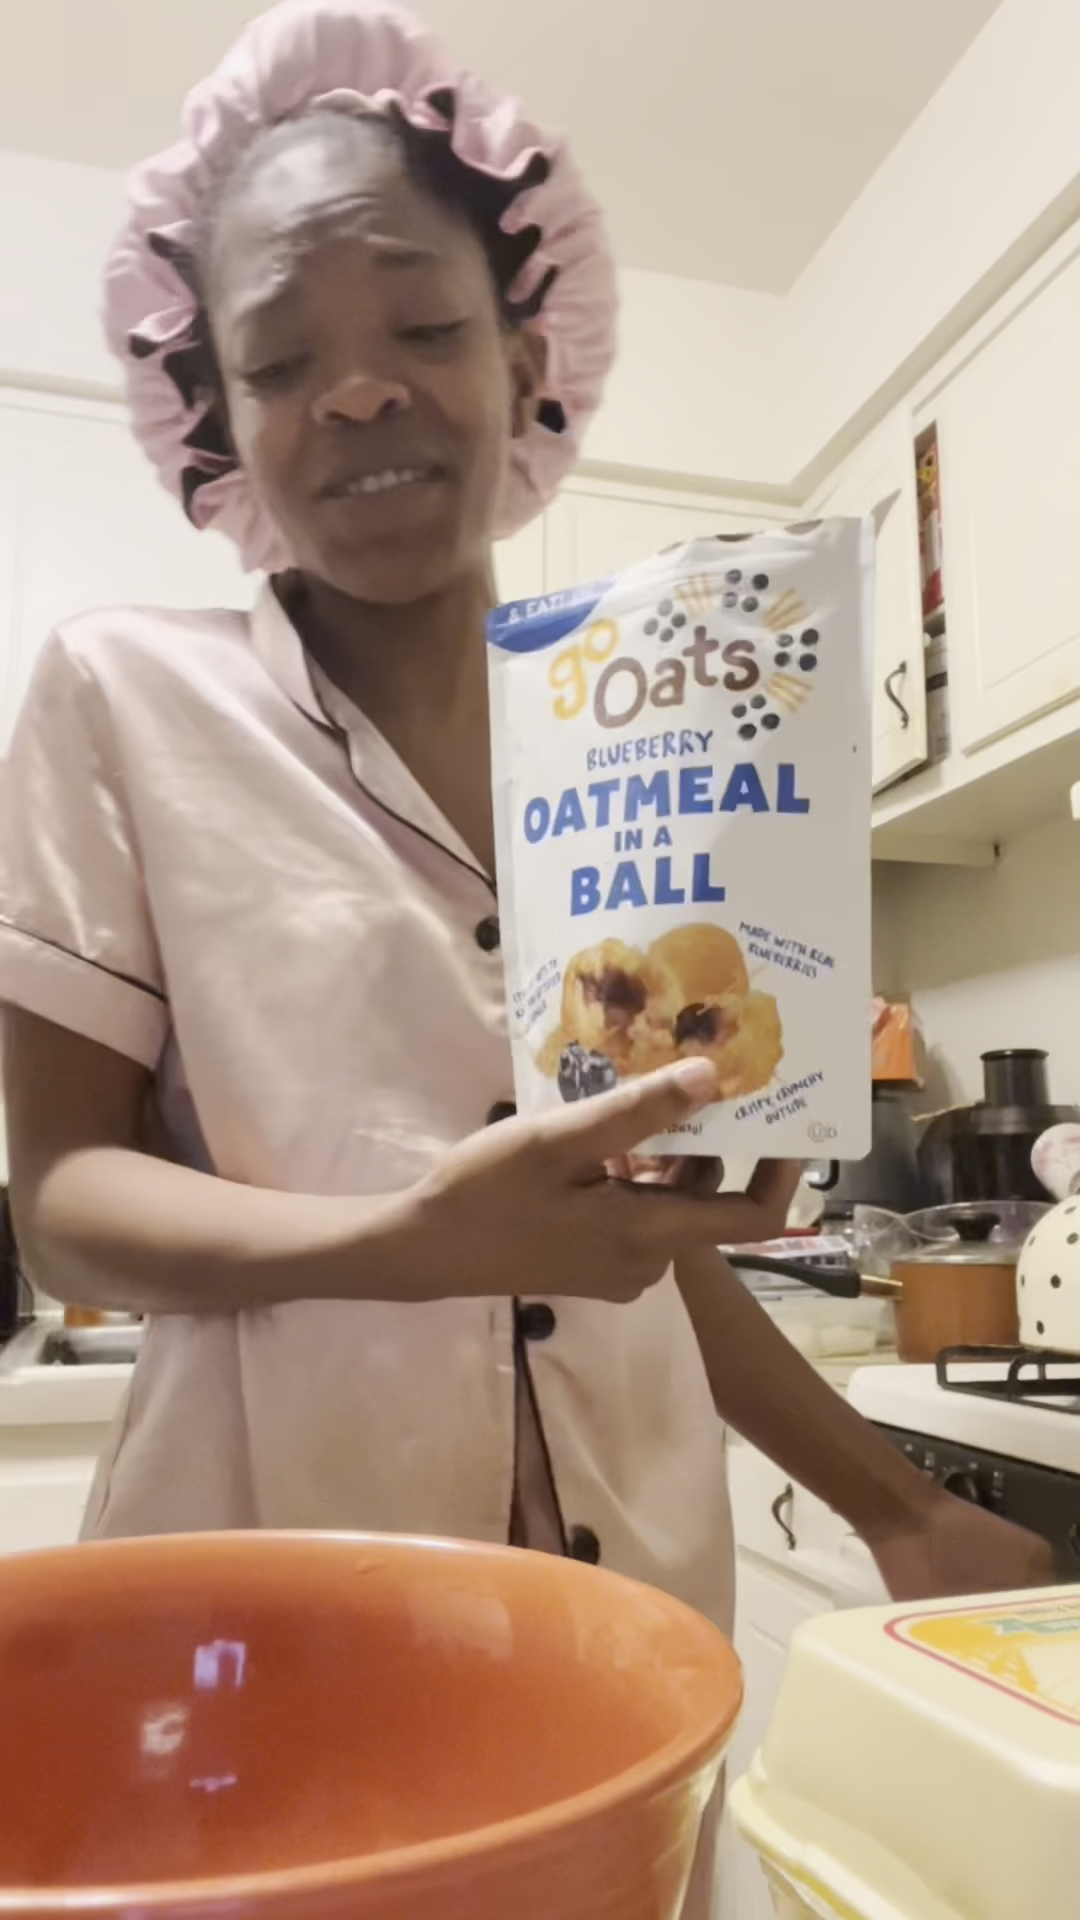 & EAT!
go
Oats
BLUEBERRY
OATMEAL
IN A
BALL
MADE WITH REAL
BLUEBERRIES
CRISPY, CRUNCHY
OUTSIDE